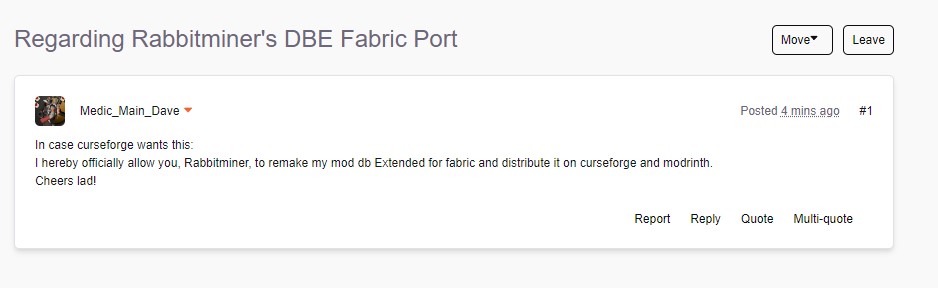 Regarding Rabbitminer's DBE Fabric Port
Move
Leave
Medic_Main_Dave
Posted 4 mins ago
#1
In case curseforge wants this:
I hereby officially allow you, Rabbitminer, to remake my mod db Extended for fabric and distribute it on curseforge and modrinth.
Cheers lad!
Report
Reply
Quote
Multi-quote